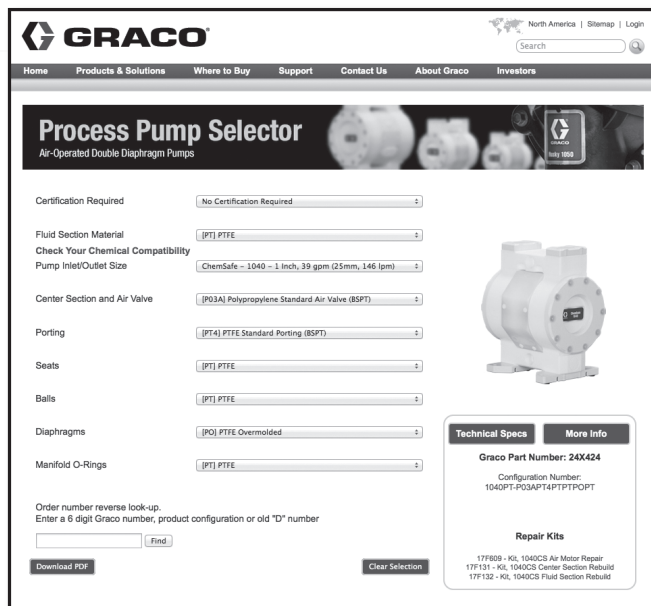 GRACO
North America | Sitemap | Login
Search
Home Products & Solutions Where to Buy Support Contact Us About Graco Investors
Process Pump Selector
Air-Operated Double Diaphragm Pumps
GRACO
Husky 1050
Certification Required No Certification Required
Fluid Section Material [PT] PTFE
Check Your Chemical Compatibility
Pump Inlet/Outlet Size ChemSafe – 1040 – 1 Inch, 39 gpm (25mm, 146 lpm)
Center Section and Air Valve [P03A] Polypropylene Standard Air Valve (BSPT)
Porting [PT4] PTFE Standard Porting (BSPT)
Seats [PT] PTFE
Balls [PT] PTFE
Diaphragms [PO] PTFE Overmolded
Manifold O-Rings [PT] PTFE
Order number reverse look-up.
Enter a 6 digit Graco number, product configuration or old "D" number
Find
Download PDF Clear Selection
Technical Specs More Info
Graco Part Number: 24X424
Configuration Number:
1040PT-P03APT4PTPTPOPT
Repair Kits
17F609 - Kit, 1040CS Air Motor Repair
17F131 - Kit, 1040CS Center Section Rebuild
17F132 - Kit, 1040CS Fluid Section Rebuild